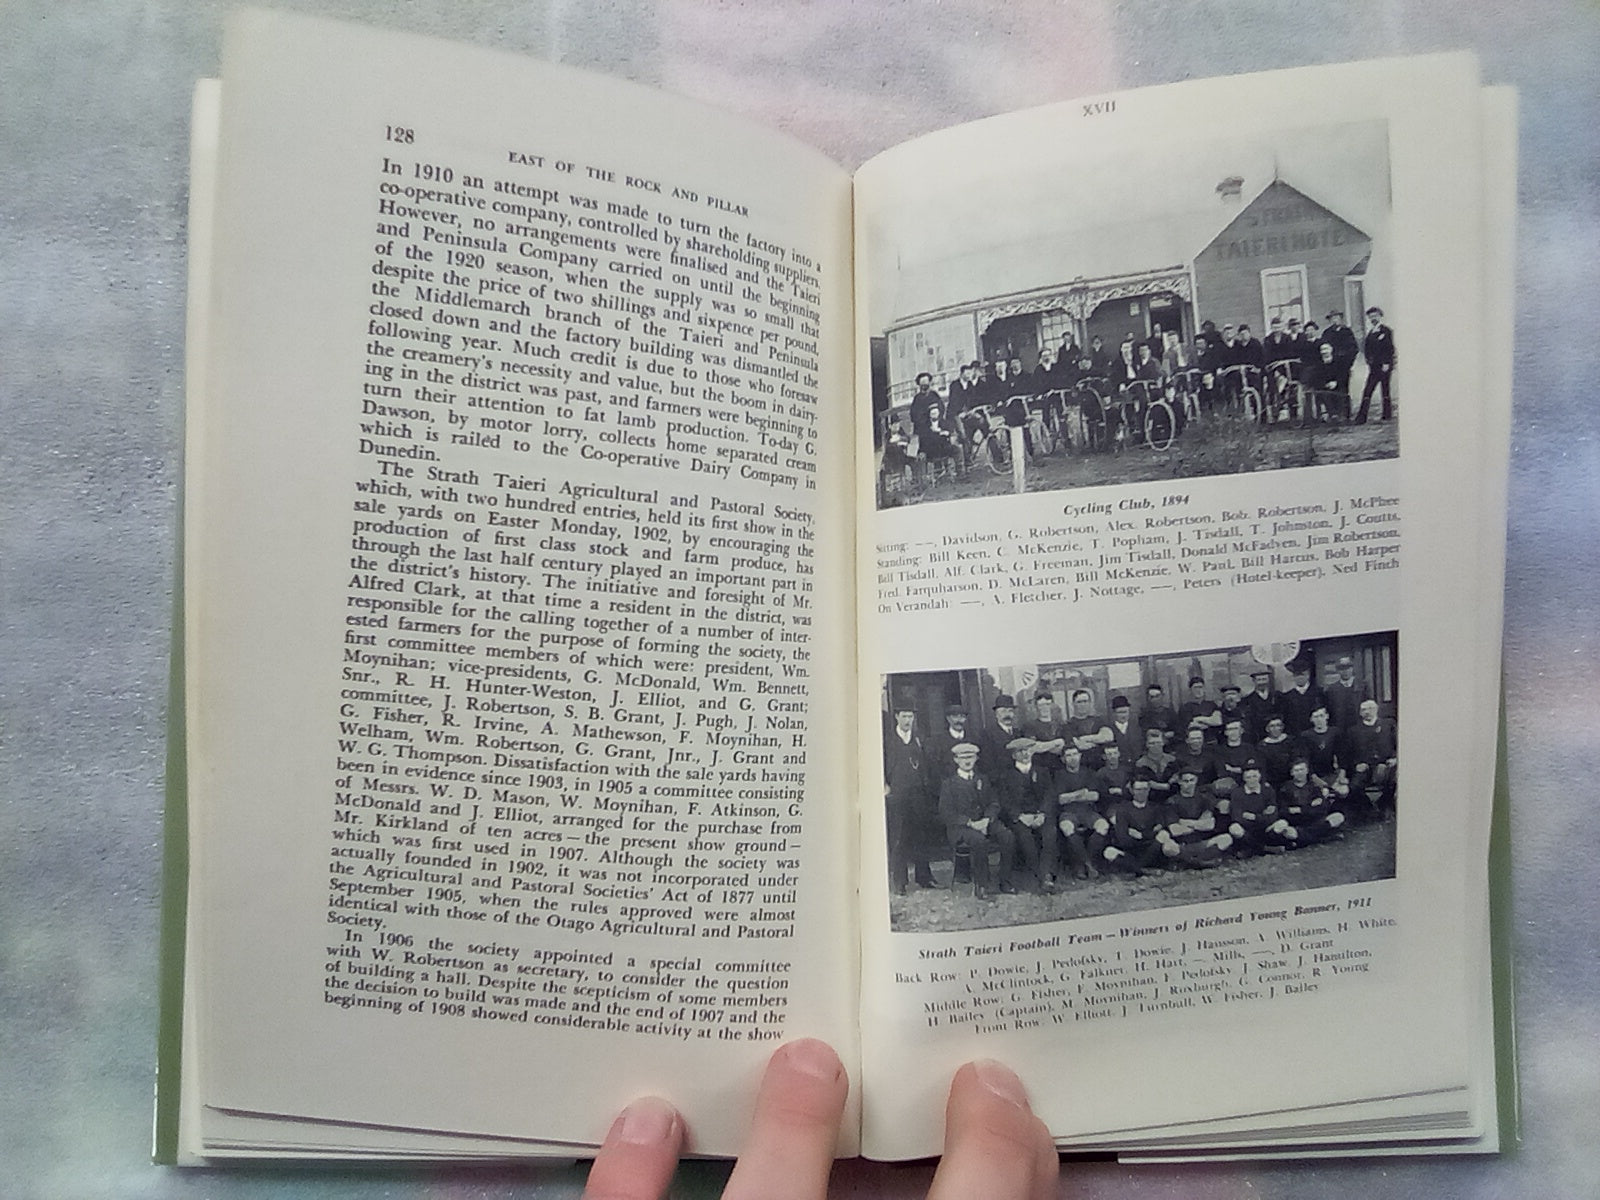 128
EAST OF THE ROCK AND PILLAR
In 1910 an attempt was made to turn the factory into a
co-operative company, controlled by shareholding suppliers.
However, no arrangements were finalised and the Taieri
and Peninsula Company carried on until the beginning
of the 1920 season, when the supply was so small that
despite the price of two shillings and sixpence per pound,
the Middlemarch branch of the Taieri and Peninsula
closed down and the factory building was dismantled the
following year. Much credit is due to those who foresaw
the creamery's necessity and value, but the boom in dairy-
ing in the district was past, and farmers were beginning to
turn their attention to fat lamb production. To-day G.
Dawson, by motor lorry, collects home separated cream
which is railed to the Co-operative Dairy Company in
Dunedin.
The Strath Taieri Agricultural and Pastoral Society,
which, with two hundred entries, held its first show in the
sale yards on Easter Monday, 1902, by encouraging the
production of first class stock and farm produce, has
through the last half century played an important part in
the district's history. The initiative and foresight of Mr.
Alfred Clark, at that time a resident in the district, was
responsible for the calling together of a number of inter-
ested farmers for the purpose of forming the society, the
first committee members of which were: president, Wm.
Moynihan; vice-presidents, G. McDonald, Wm. Bennett,
Snr., R. H. Hunter-Weston, J. Elliot, and G. Grant;
committee, J. Robertson, S. B. Grant, J. Pugh, J. Nolan,
G. Fisher, R. Irvine, A. Mathewson, F. Moynihan, H.
Welham, Wm. Robertson, G. Grant, Jnr., J. Grant and
W. G. Thompson. Dissatisfaction with the sale yards having
been in evidence since 1903, in 1905 a committee consisting
of Messrs. W. D. Mason, W. Moynihan, F. Atkinson, G.
McDonald and J. Elliot, arranged for the purchase from
Mr. Kirkland of ten acres – the present show ground –
which was first used in 1907. Although the society was
actually founded in 1902, it was not incorporated under
the Agricultural and Pastoral Societies' Act of 1877 until
September 1905, when the rules approved were almost
identical with those of the Otago Agricultural and Pastoral
Society.
In 1906 the society appointed a special committee
with W. Robertson as secretary, to consider the question
of building a hall. Despite the scepticism of some members
the decision to build was made and the end of 1907 and the
beginning of 1908 showed considerable activity at the show
XVII
TAIERI HOTEL
Cycling Club, 1894
Sitting: ——, Davidson, G. Robertson, Alex. Robertson, Bob. Robertson, J. McPhee
Standing: Bill Keen, C. McKenzie, T. Popham, J. Tisdall, T. Johnston, J. Coutts,
Bill Tisdall, Alf. Clark, G. Freeman, Jim Tisdall, Donald McFadyen, Jim Robertson,
Fred. Farquharson, D. McLaren, Bill McKenzie, W. Paul, Bill Harcus, Bob Harper
On Verandah: ——, A. Fletcher, J. Nottage, ——, Peters (Hotel-keeper), Ned Finch
Strath Taieri Football Team – Winners of Richard Young Banner, 1911
Back Row: P. Dowie, J. Pedofsky, T. Dowie, J. Hansson, A. Williams, H. White,
A. McClintock, G. Falkner, H. Hart, —. Mills, ——, D. Grant
Middle Row: G. Fisher, F. Moynihan, F. Pedofsky, J. Shaw, J. Hamilton,
H. Bailey (Captain), M. Moynihan, J. Roxburgh, G. Connor, R. Young
Front Row: W. Elliott, J. Turnbull, W. Fisher, J. Bailey